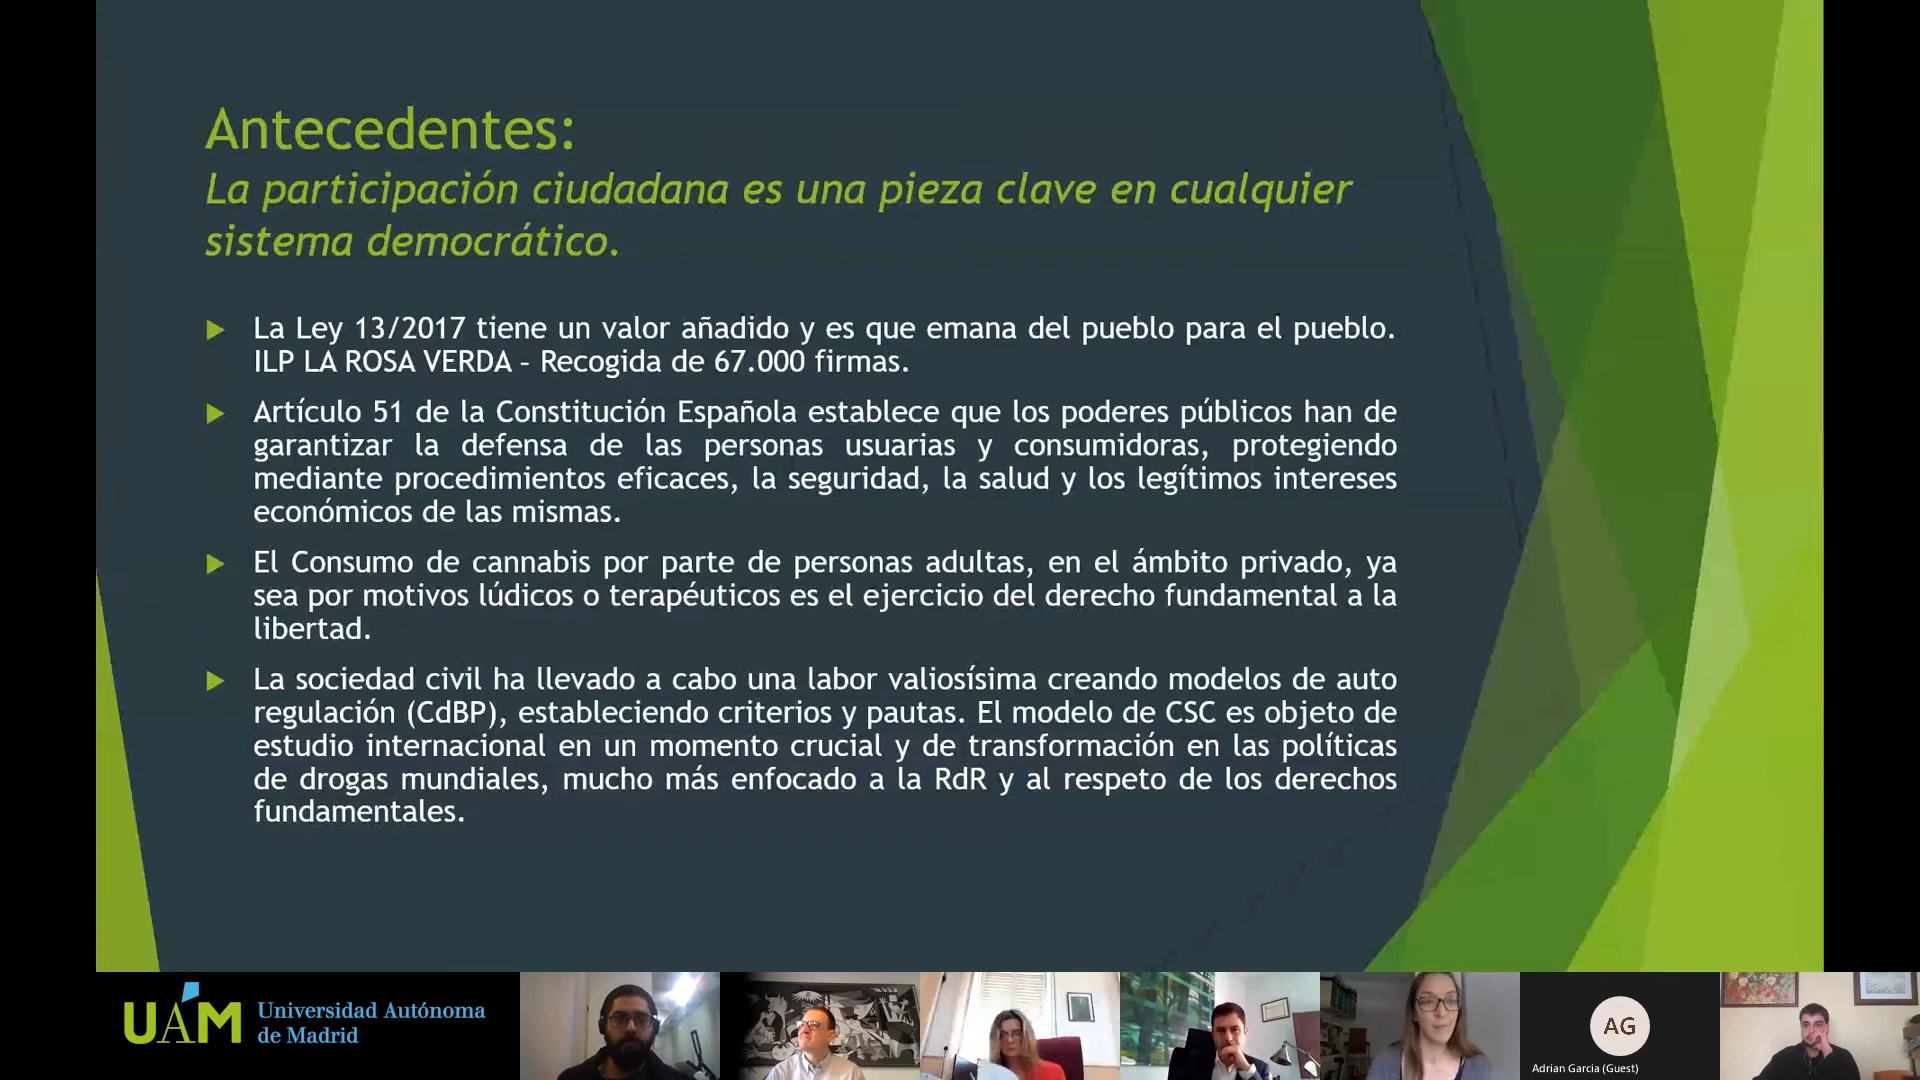 Antecedentes:
La participación ciudadana es una pieza clave en cualquier
sistema democrático.
La Ley 13/2017 tiene un valor añadido y es que emana del pueblo para el pueblo.
ILP LA ROSA VERDA – Recogida de 67.000 firmas.
Artículo 51 de la Constitución Española establece que los poderes públicos han de
garantizar la defensa de las personas usuarias y consumidoras, protegiendo
mediante procedimientos eficaces, la seguridad, la salud y los legítimos intereses
económicos de las mismas.
El Consumo de cannabis por parte de personas adultas, en el ámbito privado, ya
sea por motivos lúdicos o terapéuticos es el ejercicio del derecho fundamental a la
libertad.
La sociedad civil ha llevado a cabo una labor valiosísima creando modelos de auto
regulación (CdBP), estableciendo criterios y pautas. El modelo de CSC es objeto de
estudio internacional en un momento crucial y de transformación en las políticas
de drogas mundiales, mucho más enfocado a la RdR y al respeto de los derechos
fundamentales.
UAM Universidad Autónoma
de Madrid
AG
Adrian Garcia (Guest)